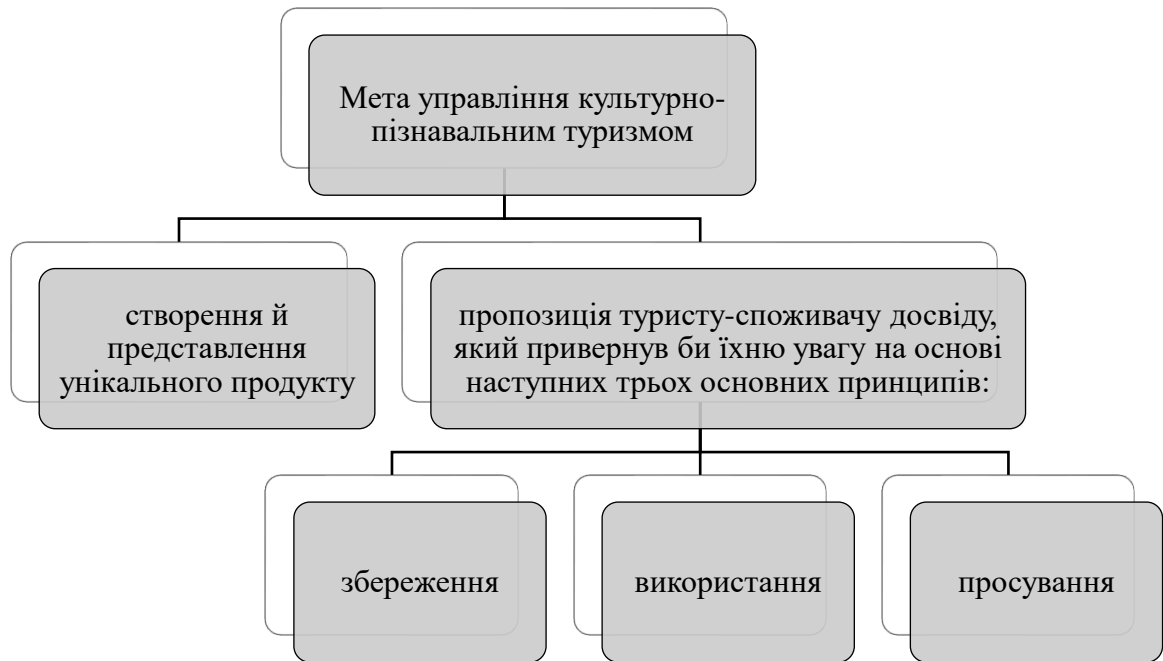 Мета управління культурно-
пізнавальним туризмом
створення й
представлення
унікального продукту
пропозиція туристу-споживачу досвіду,
який привернув би їхню увагу на основі
наступних трьох основних принципів:
збереження
використання
просування